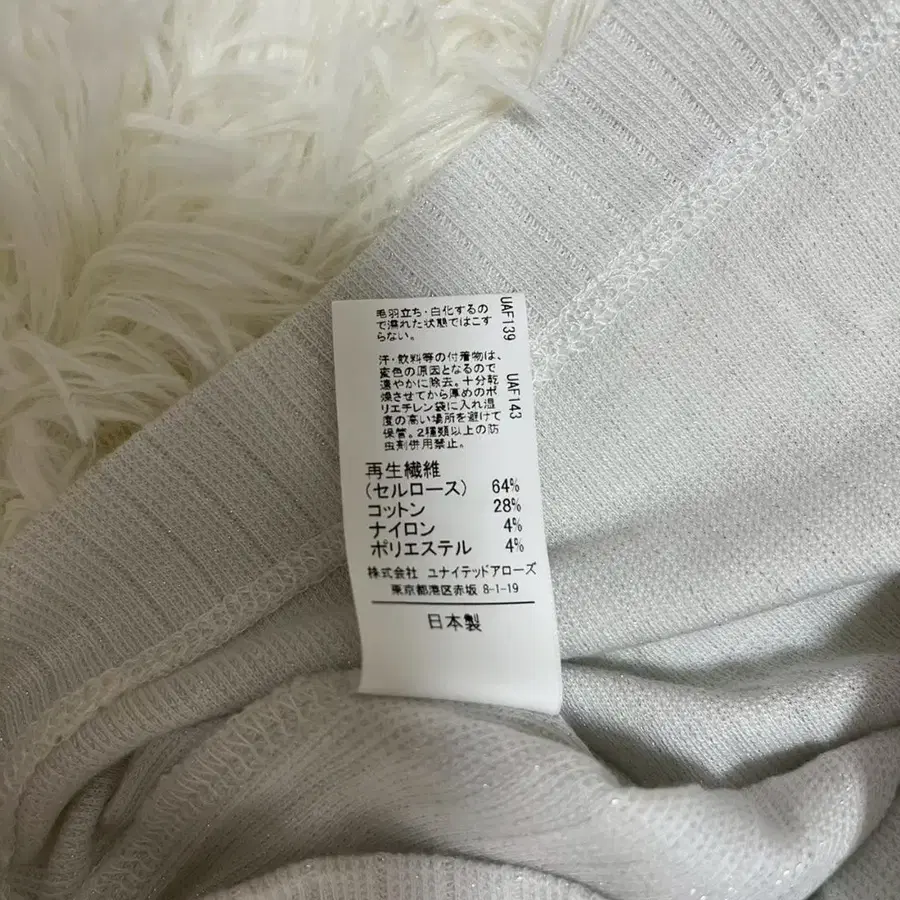 毛羽立ち・白化するの
で濡れた状態ではこす
らない。
UAF139
汗・飲料等の付着物は、
変色の原因となるので
速やかに除去。十分乾
燥させてから厚めのポ
リエチレン袋に入れ湿
度の高い場所を避けて
保管。2種類以上の防
虫剤併用禁止。
UAF143
再生繊維
(セルロース) 64%
コットン 28%
ナイロン 4%
ポリエステル 4%
株式会社 ユナイテッドアローズ
東京都港区赤坂 8-1-19
日本製